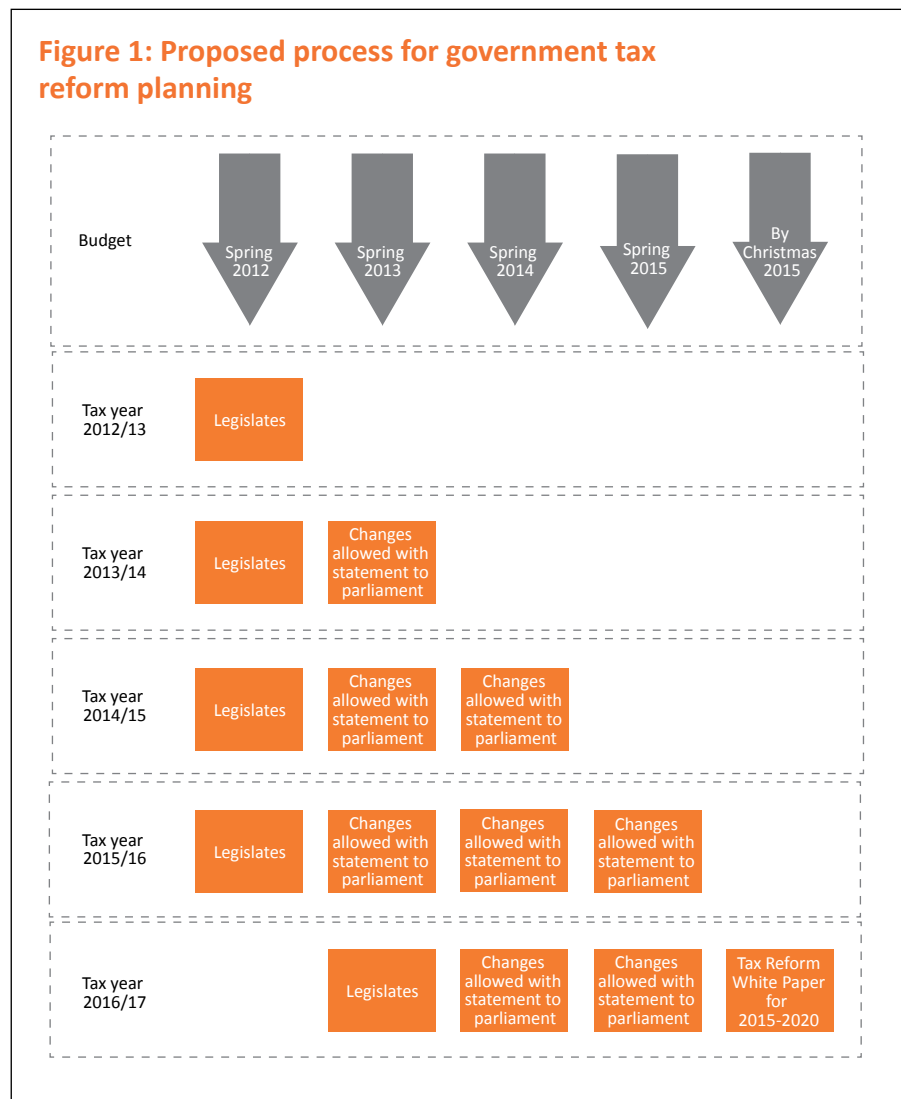 Figure 1: Proposed process for government tax
reform planning
Budget
Spring
2012
Spring
2013
Spring
2014
Spring
2015
By
Christmas
2015
Tax year
2012/13
Legislates
Tax year
2013/14
Legislates
Changes
allowed with
statement to
parliament
Tax year
2014/15
Legislates
Changes
allowed with
statement to
parliament
Changes
allowed with
statement to
parliament
Tax year
2015/16
Legislates
Changes
allowed with
statement to
parliament
Changes
allowed with
statement to
parliament
Changes
allowed with
statement to
parliament
Tax year
2016/17
Legislates
Changes
allowed with
statement to
parliament
Changes
allowed with
statement to
parliament
Tax Reform
White Paper
for
2015-2020